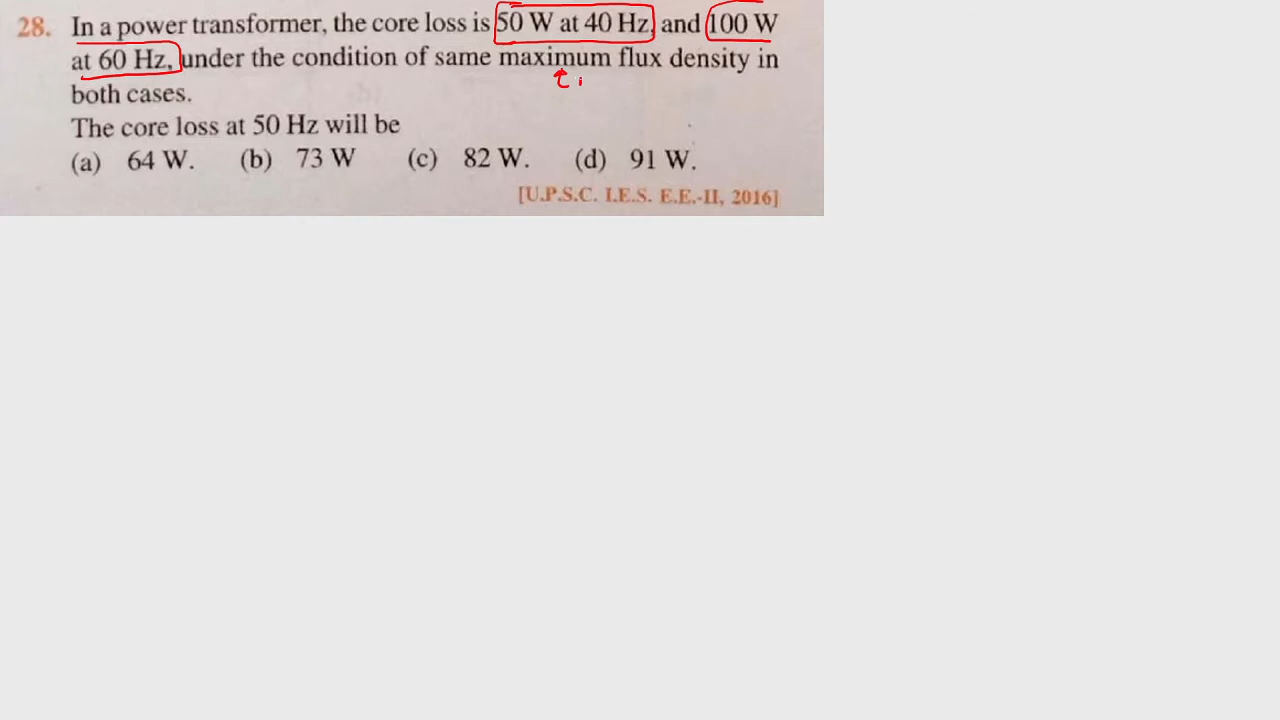 28. In a power transformer, the core loss is 50 W at 40 Hz, and 100 W
at 60 Hz, under the condition of same maximum flux density in
both cases.
The core loss at 50 Hz will be
(a) 64 W. (b) 73 W (c) 82 W. (d) 91 W.
[U.P.S.C. I.E.S. E.E.-II, 2016]